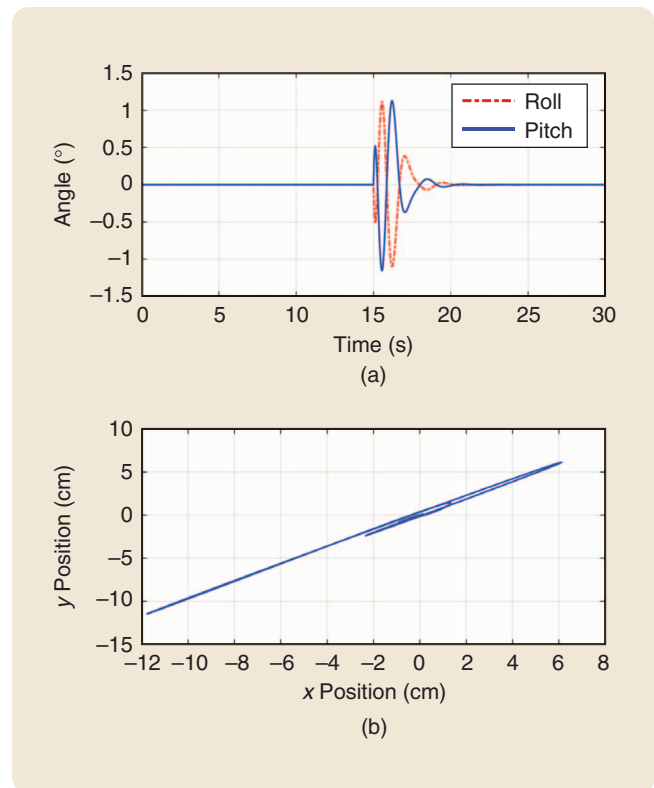 1.5
1
0.5
0
−0.5
−1
−1.5
Angle (°)
Roll
Pitch
0 5 10 15 20 25 30
Time (s)
(a)
10
5
0
−5
−10
−15
y Position (cm)
−12 −10 −8 −6 −4 −2 0 2 4 6 8
x Position (cm)
(b)